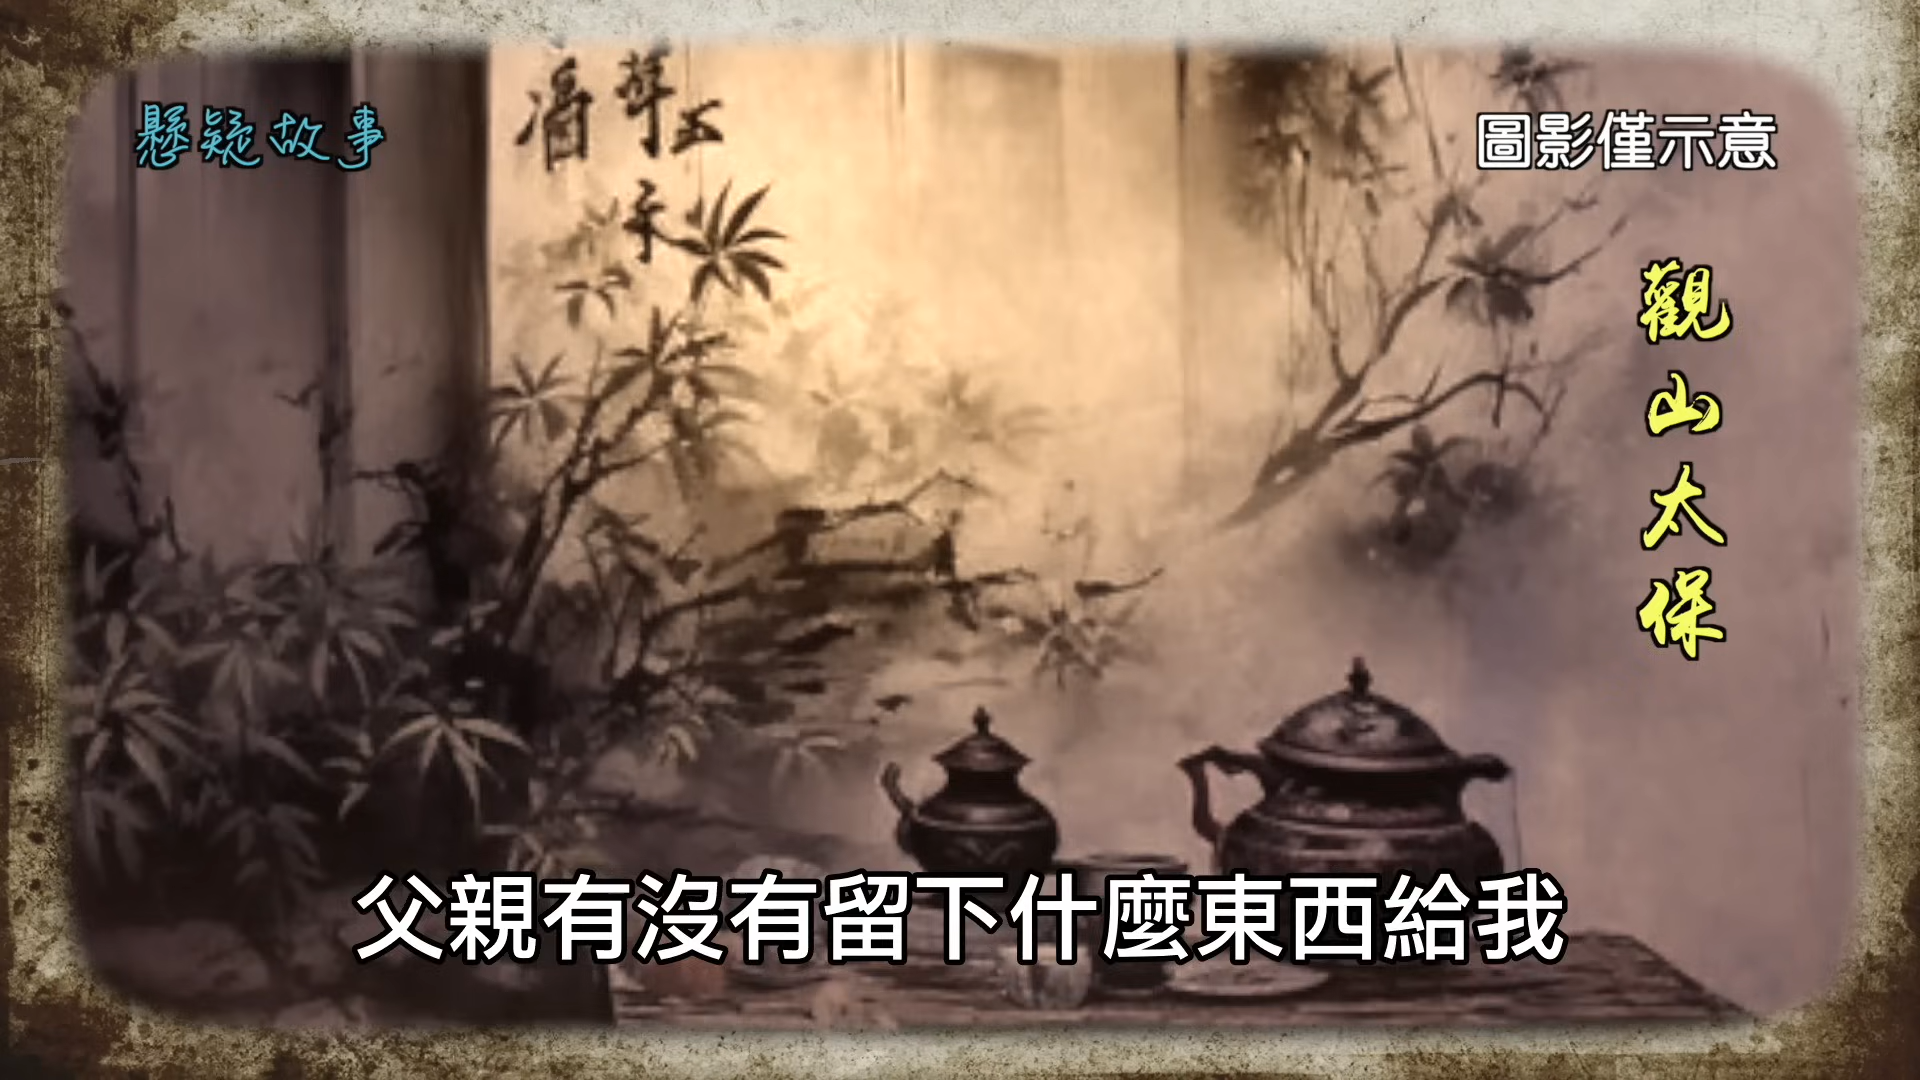 懸疑故事
圖影僅示意
觀山太保
父親有沒有留下什麼東西給我